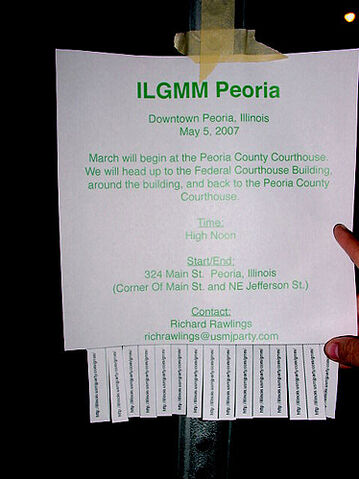 ILGMM Peoria
Downtown Peoria, Illinois
May 5, 2007
March will begin at the Peoria County Courthouse.
We will head up to the Federal Courthouse Building,
around the building, and back to the Peoria County
Courthouse.
Time:
High Noon
Start/End:
324 Main St. Peoria, Illinois
(Corner Of Main St. and NE Jefferson St.)
Contact:
Richard Rawlings
richrawlings@usmjparty.com